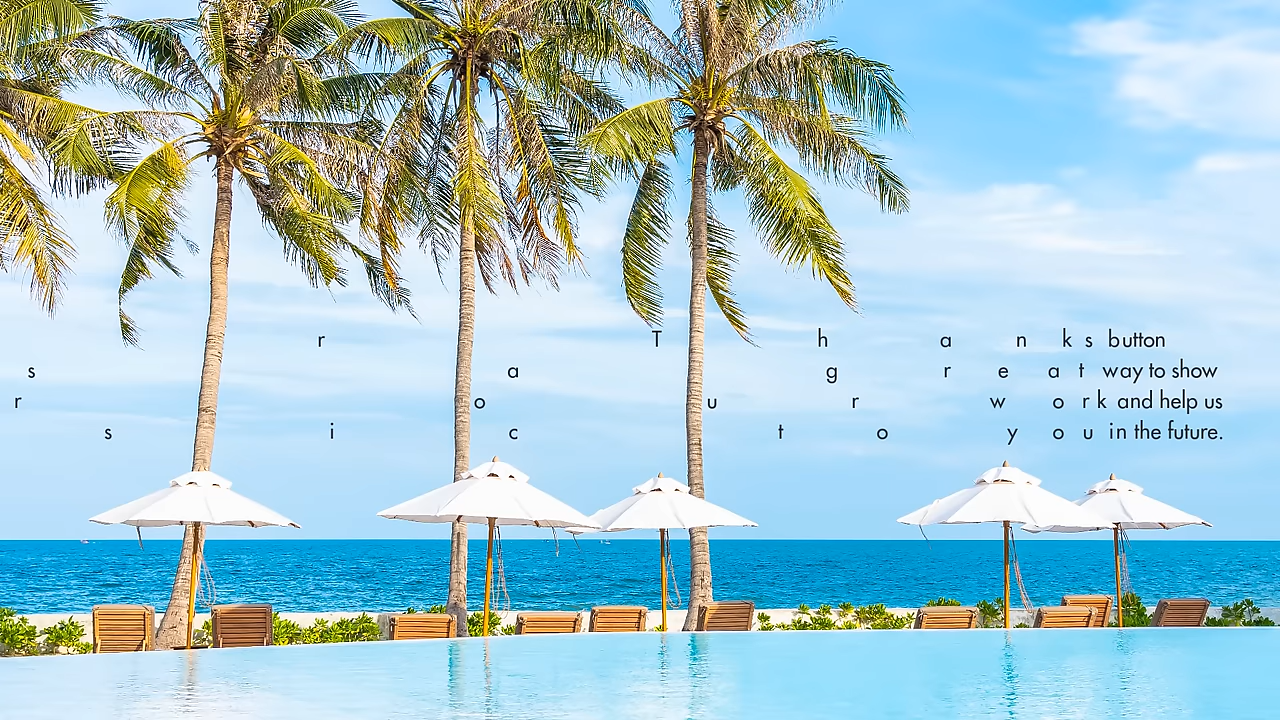 s r T h a n k s button
s a g r e a t way to show
r o u r w o r k and help us
s i c t o y o u in the future.